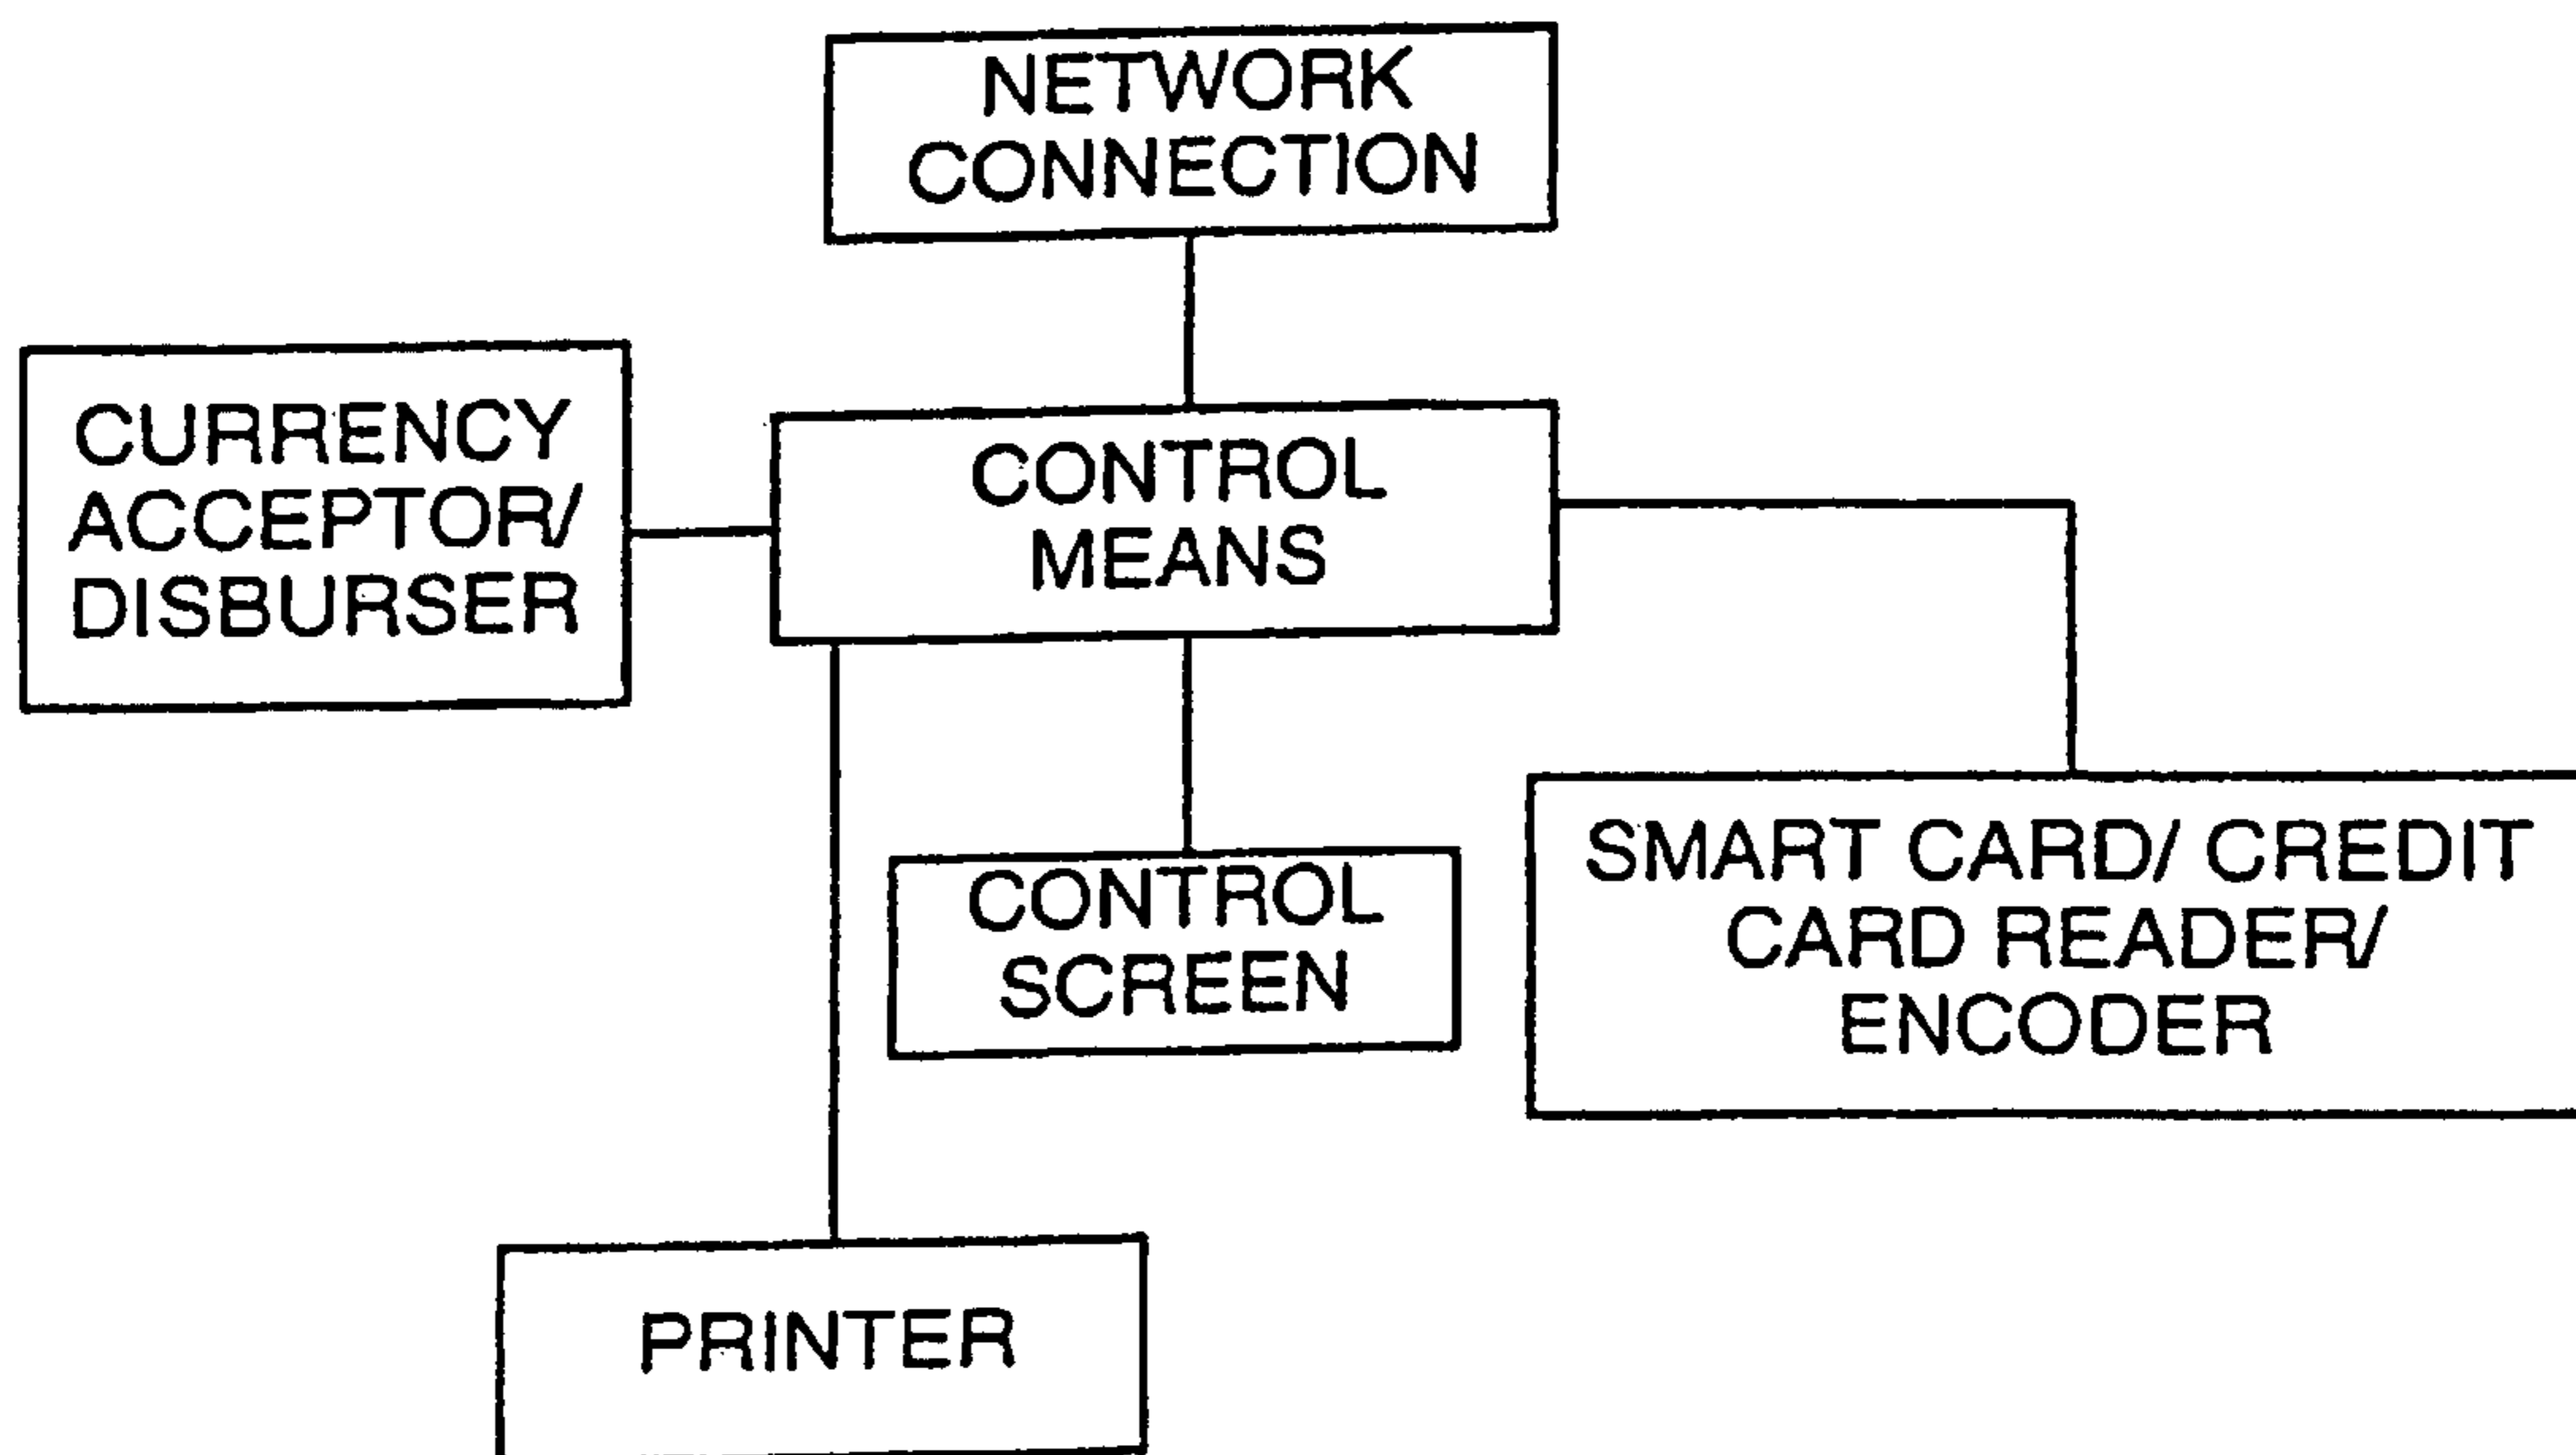 NETWORK
CONNECTION
CURRENCY
ACCEPTOR/
DISBURSER
CONTROL
MEANS
CONTROL
SCREEN
SMART CARD/ CREDIT
CARD READER/
ENCODER
PRINTER